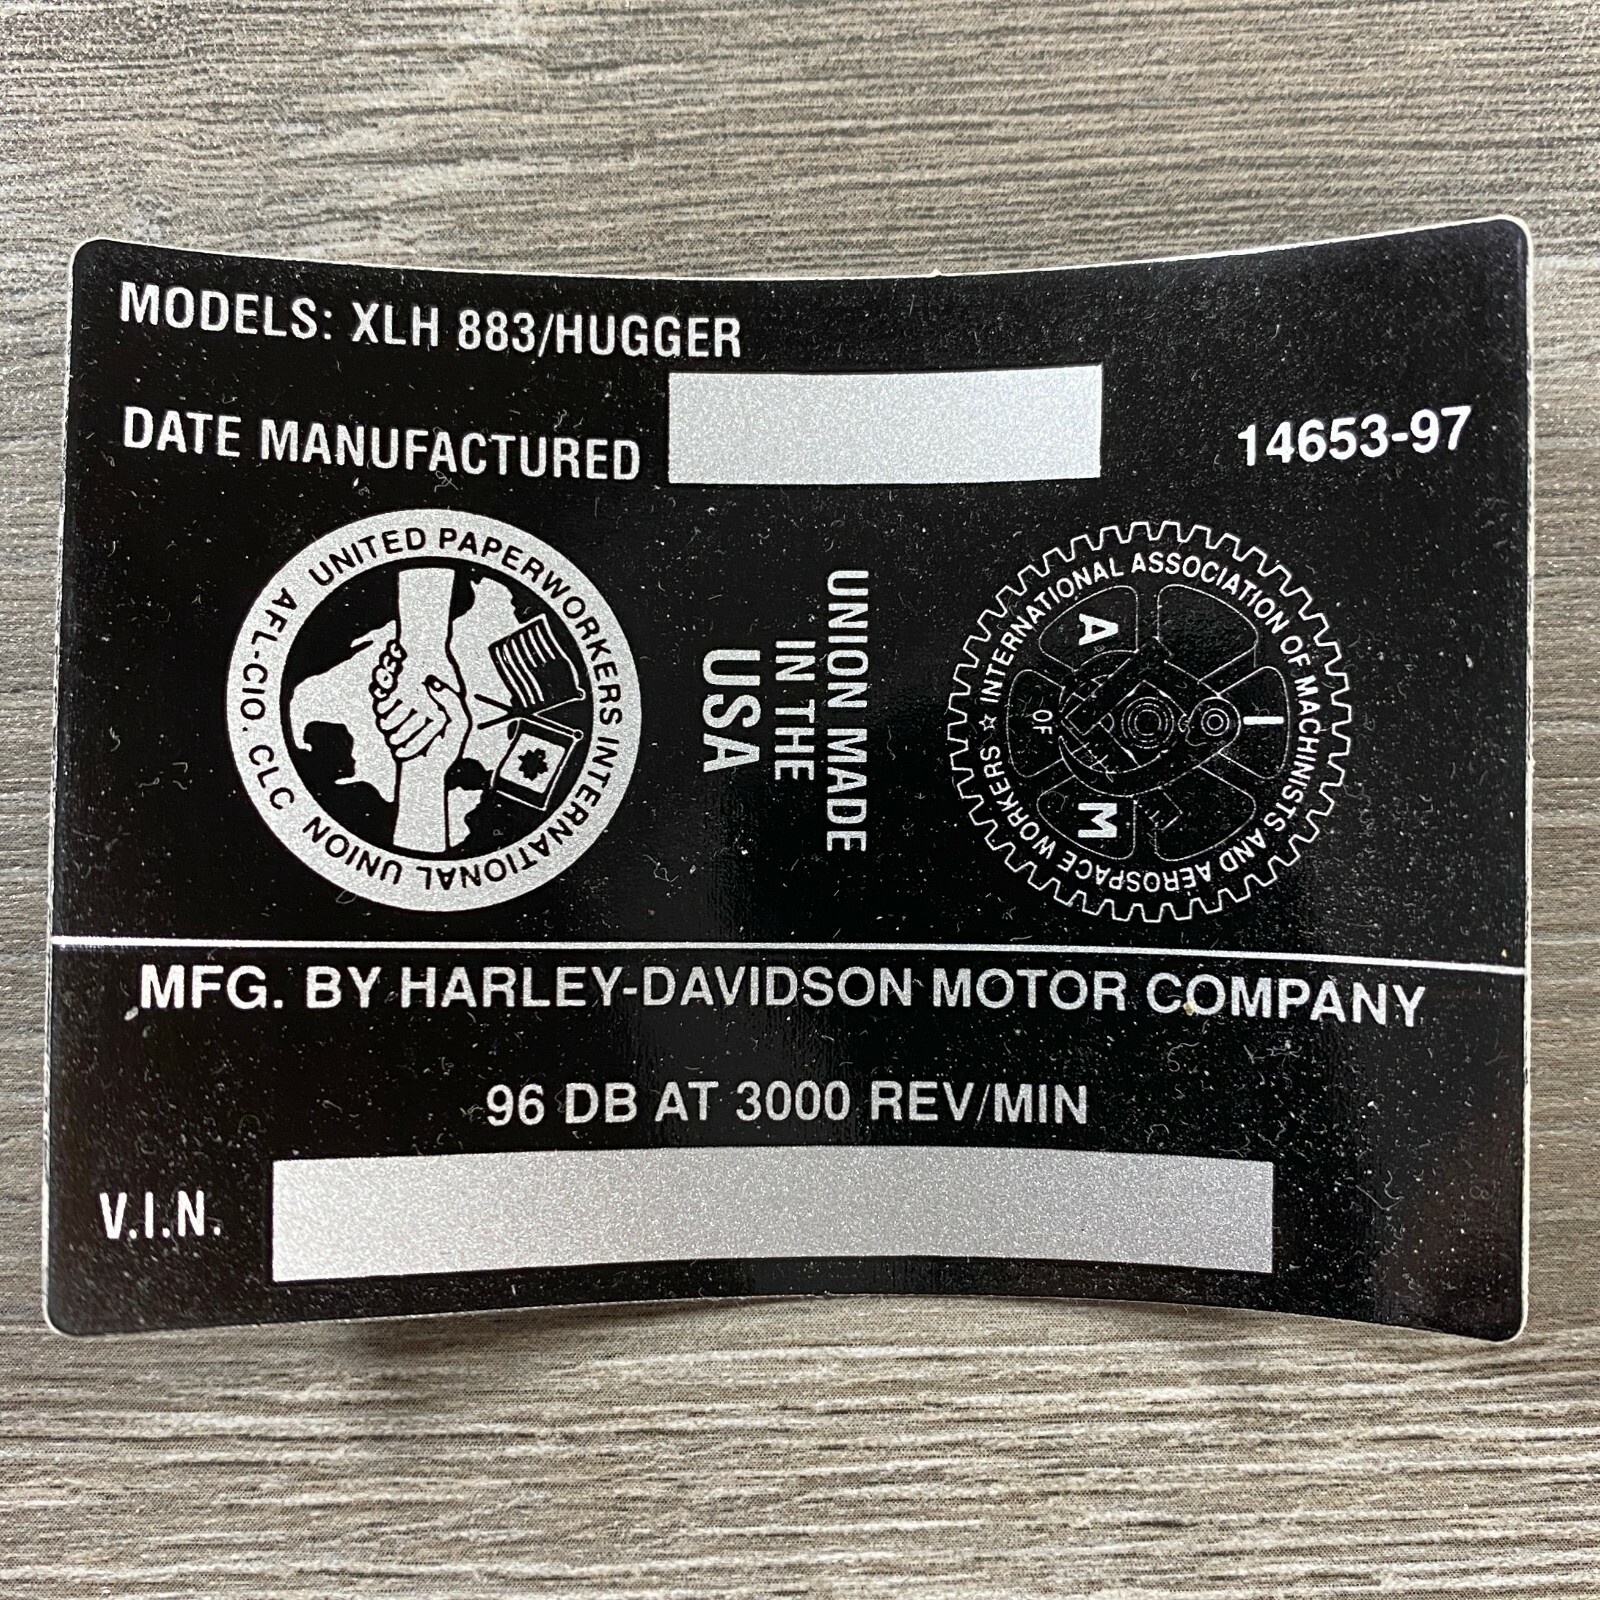 MODELS: XLH 883/HUGGER
DATE MANUFACTURED
14653-97
UNITED PAPERWORKERS INTERNATIONAL UNION
AFL-CIO, CLC
UNION MADE
IN THE
USA
INTERNATIONAL ASSOCIATION OF MACHINISTS AND AEROSPACE WORKERS
I
A
OF
M
MFG. BY HARLEY-DAVIDSON MOTOR COMPANY
96 DB AT 3000 REV/MIN
V.I.N.